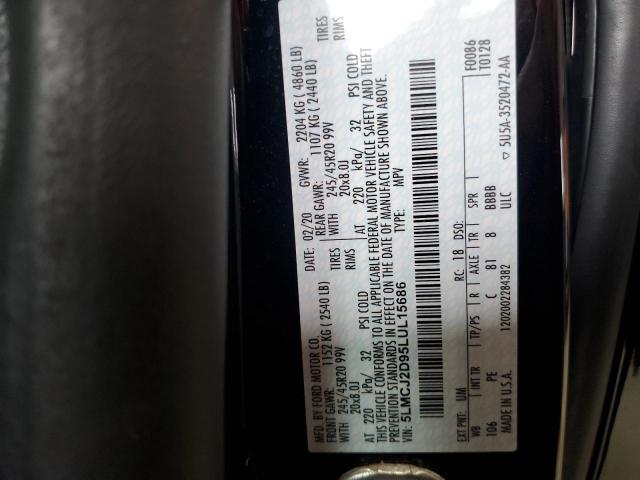 MFD. BY FORD MOTOR CO. DATE: 02/20 GVWR: 2204 KG ( 4860 LB)
FRONT GAWR: 1152 KG ( 2540 LB) REAR GAWR: 1107 KG ( 2440 LB)
WITH 245/45R20 99V TIRES WITH 245/45R20 99V TIRES
20x8.0J RIMS 20x8.0J RIMS
AT 220 kPa/ 32 PSI COLD AT 220 kPa/ 32 PSI COLD
THIS VEHICLE CONFORMS TO ALL APPLICABLE FEDERAL MOTOR VEHICLE SAFETY AND THEFT
PREVENTION STANDARDS IN EFFECT ON THE DATE OF MANUFACTURE SHOWN ABOVE.
VIN: 5LMCJ2D95LUL15686 TYPE: MPV
F0086
T0128
EXT PNT: UM RC: 18 DSO:
WB INT TR TP/PS R AXLE TR SPR
106 PE C 81 8 BBBB
MADE IN U.S.A. 1202002284382 ULC
▽ 5U5A-3520472-AA